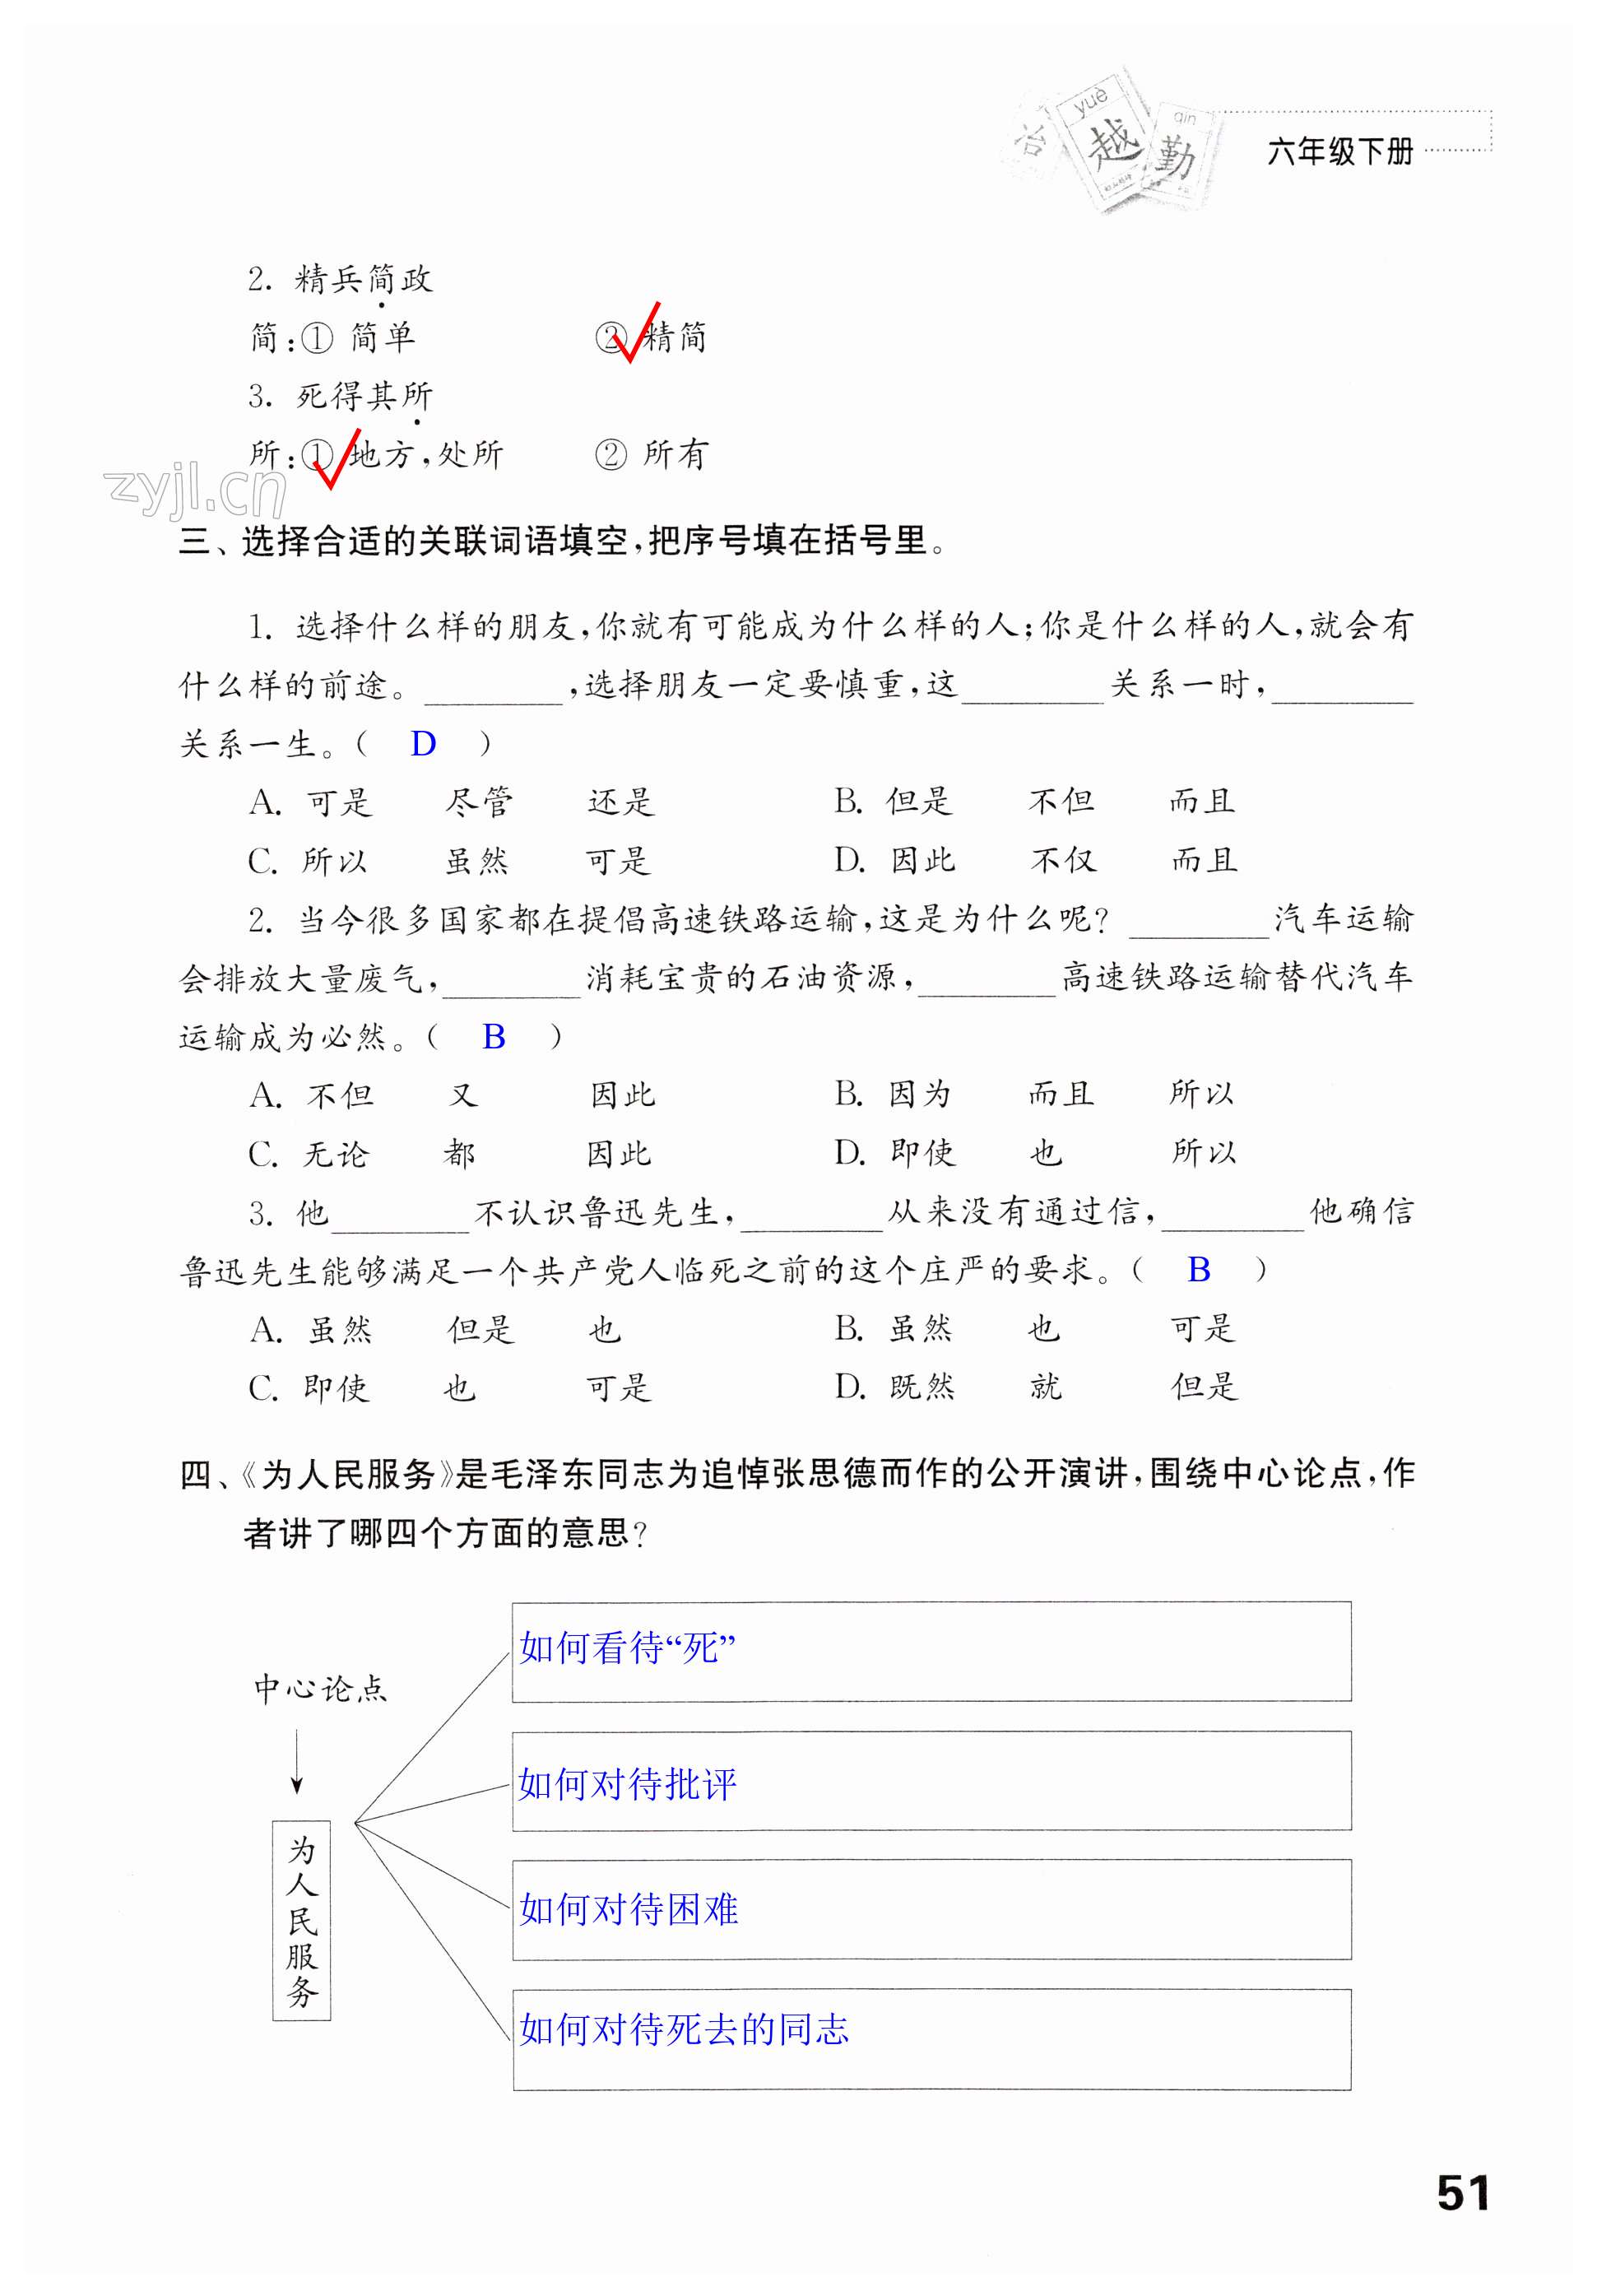 yuè
越
qín
勤
六年级下册
2. 精兵简政
简:① 简单 ② 精简
3. 死得其所
所:① 地方,处所 ② 所有
zyjl.cn
三、选择合适的关联词语填空,把序号填在括号里。
1. 选择什么样的朋友,你就有可能成为什么样的人;你是什么样的人,就会有
什么样的前途。________,选择朋友一定要慎重,这________关系一时,________
关系一生。( D )
A. 可是 尽管 还是 B. 但是 不但 而且
C. 所以 虽然 可是 D. 因此 不仅 而且
2. 当今很多国家都在提倡高速铁路运输,这是为什么呢? ________汽车运输
会排放大量废气,________消耗宝贵的石油资源,________高速铁路运输替代汽车
运输成为必然。( B )
A. 不但 又 因此 B. 因为 而且 所以
C. 无论 都 因此 D. 即使 也 所以
3. 他________不认识鲁迅先生,________从来没有通过信,________他确信
鲁迅先生能够满足一个共产党人临死之前的这个庄严的要求。( B )
A. 虽然 但是 也 B. 虽然 也 可是
C. 即使 也 可是 D. 既然 就 但是
四、《为人民服务》是毛泽东同志为追悼张思德而作的公开演讲,围绕中心论点,作
者讲了哪四个方面的意思?
中心论点
为人民服务
如何看待“死”
如何对待批评
如何对待困难
如何对待死去的同志
51